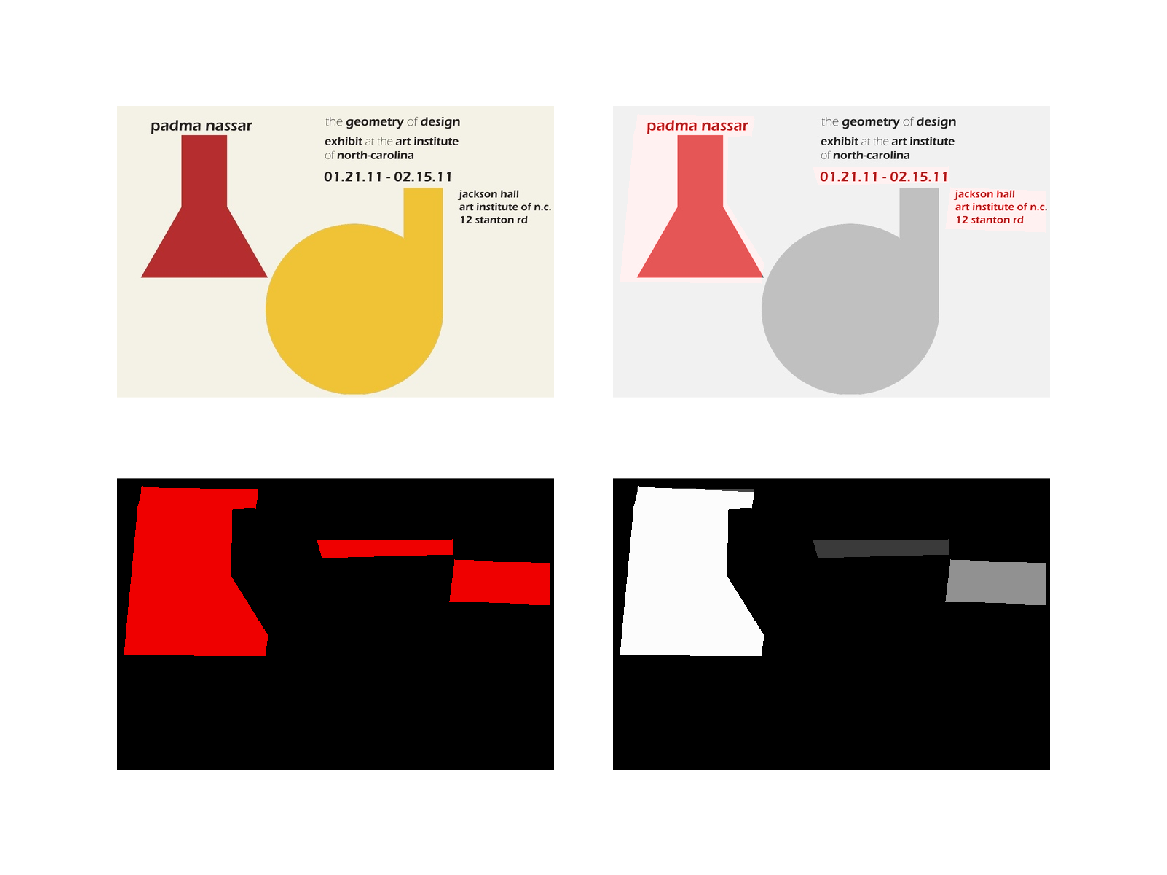 padma nassar
the geometry of design
exhibit at the art institute
of north-carolina
01.21.11 - 02.15.11
jackson hall
art institute of n.c.
12 stanton rd
padma nassar
the geometry of design
exhibit at the art institute
of north-carolina
01.21.11 - 02.15.11
jackson hall
art institute of n.c.
12 stanton rd